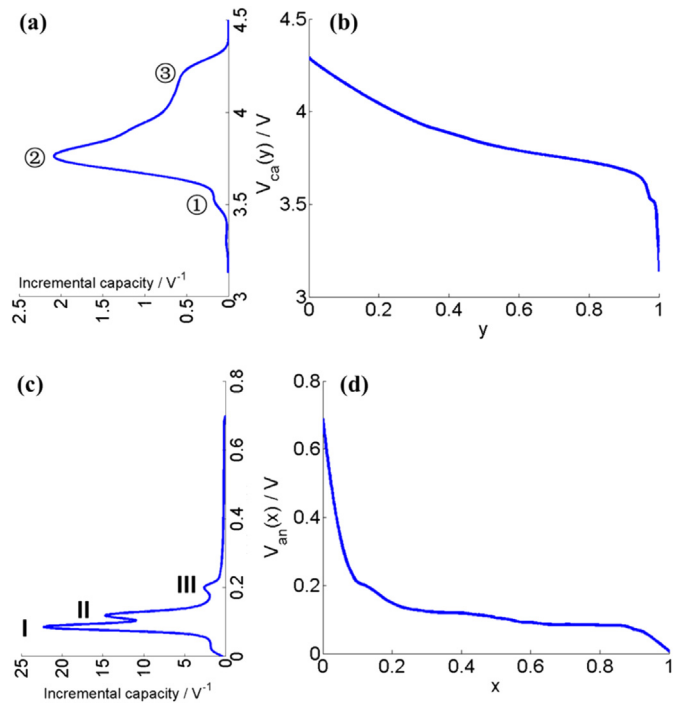 (a)
4.5
4
3.5
3
V_ca(y) / V
③
②
①
Incremental capacity / V⁻¹
2.5 2 1.5 1 0.5 0
(b)
4.5
4
3.5
3
0 0.2 0.4 0.6 0.8 1
y
(c)
0.8
0.6
0.4
0.2
0
V_an(x) / V
III
II
I
25 20 15 10 5 0
Incremental capacity / V⁻¹
(d)
0.8
0.6
0.4
0.2
0
0 0.2 0.4 0.6 0.8 1
x